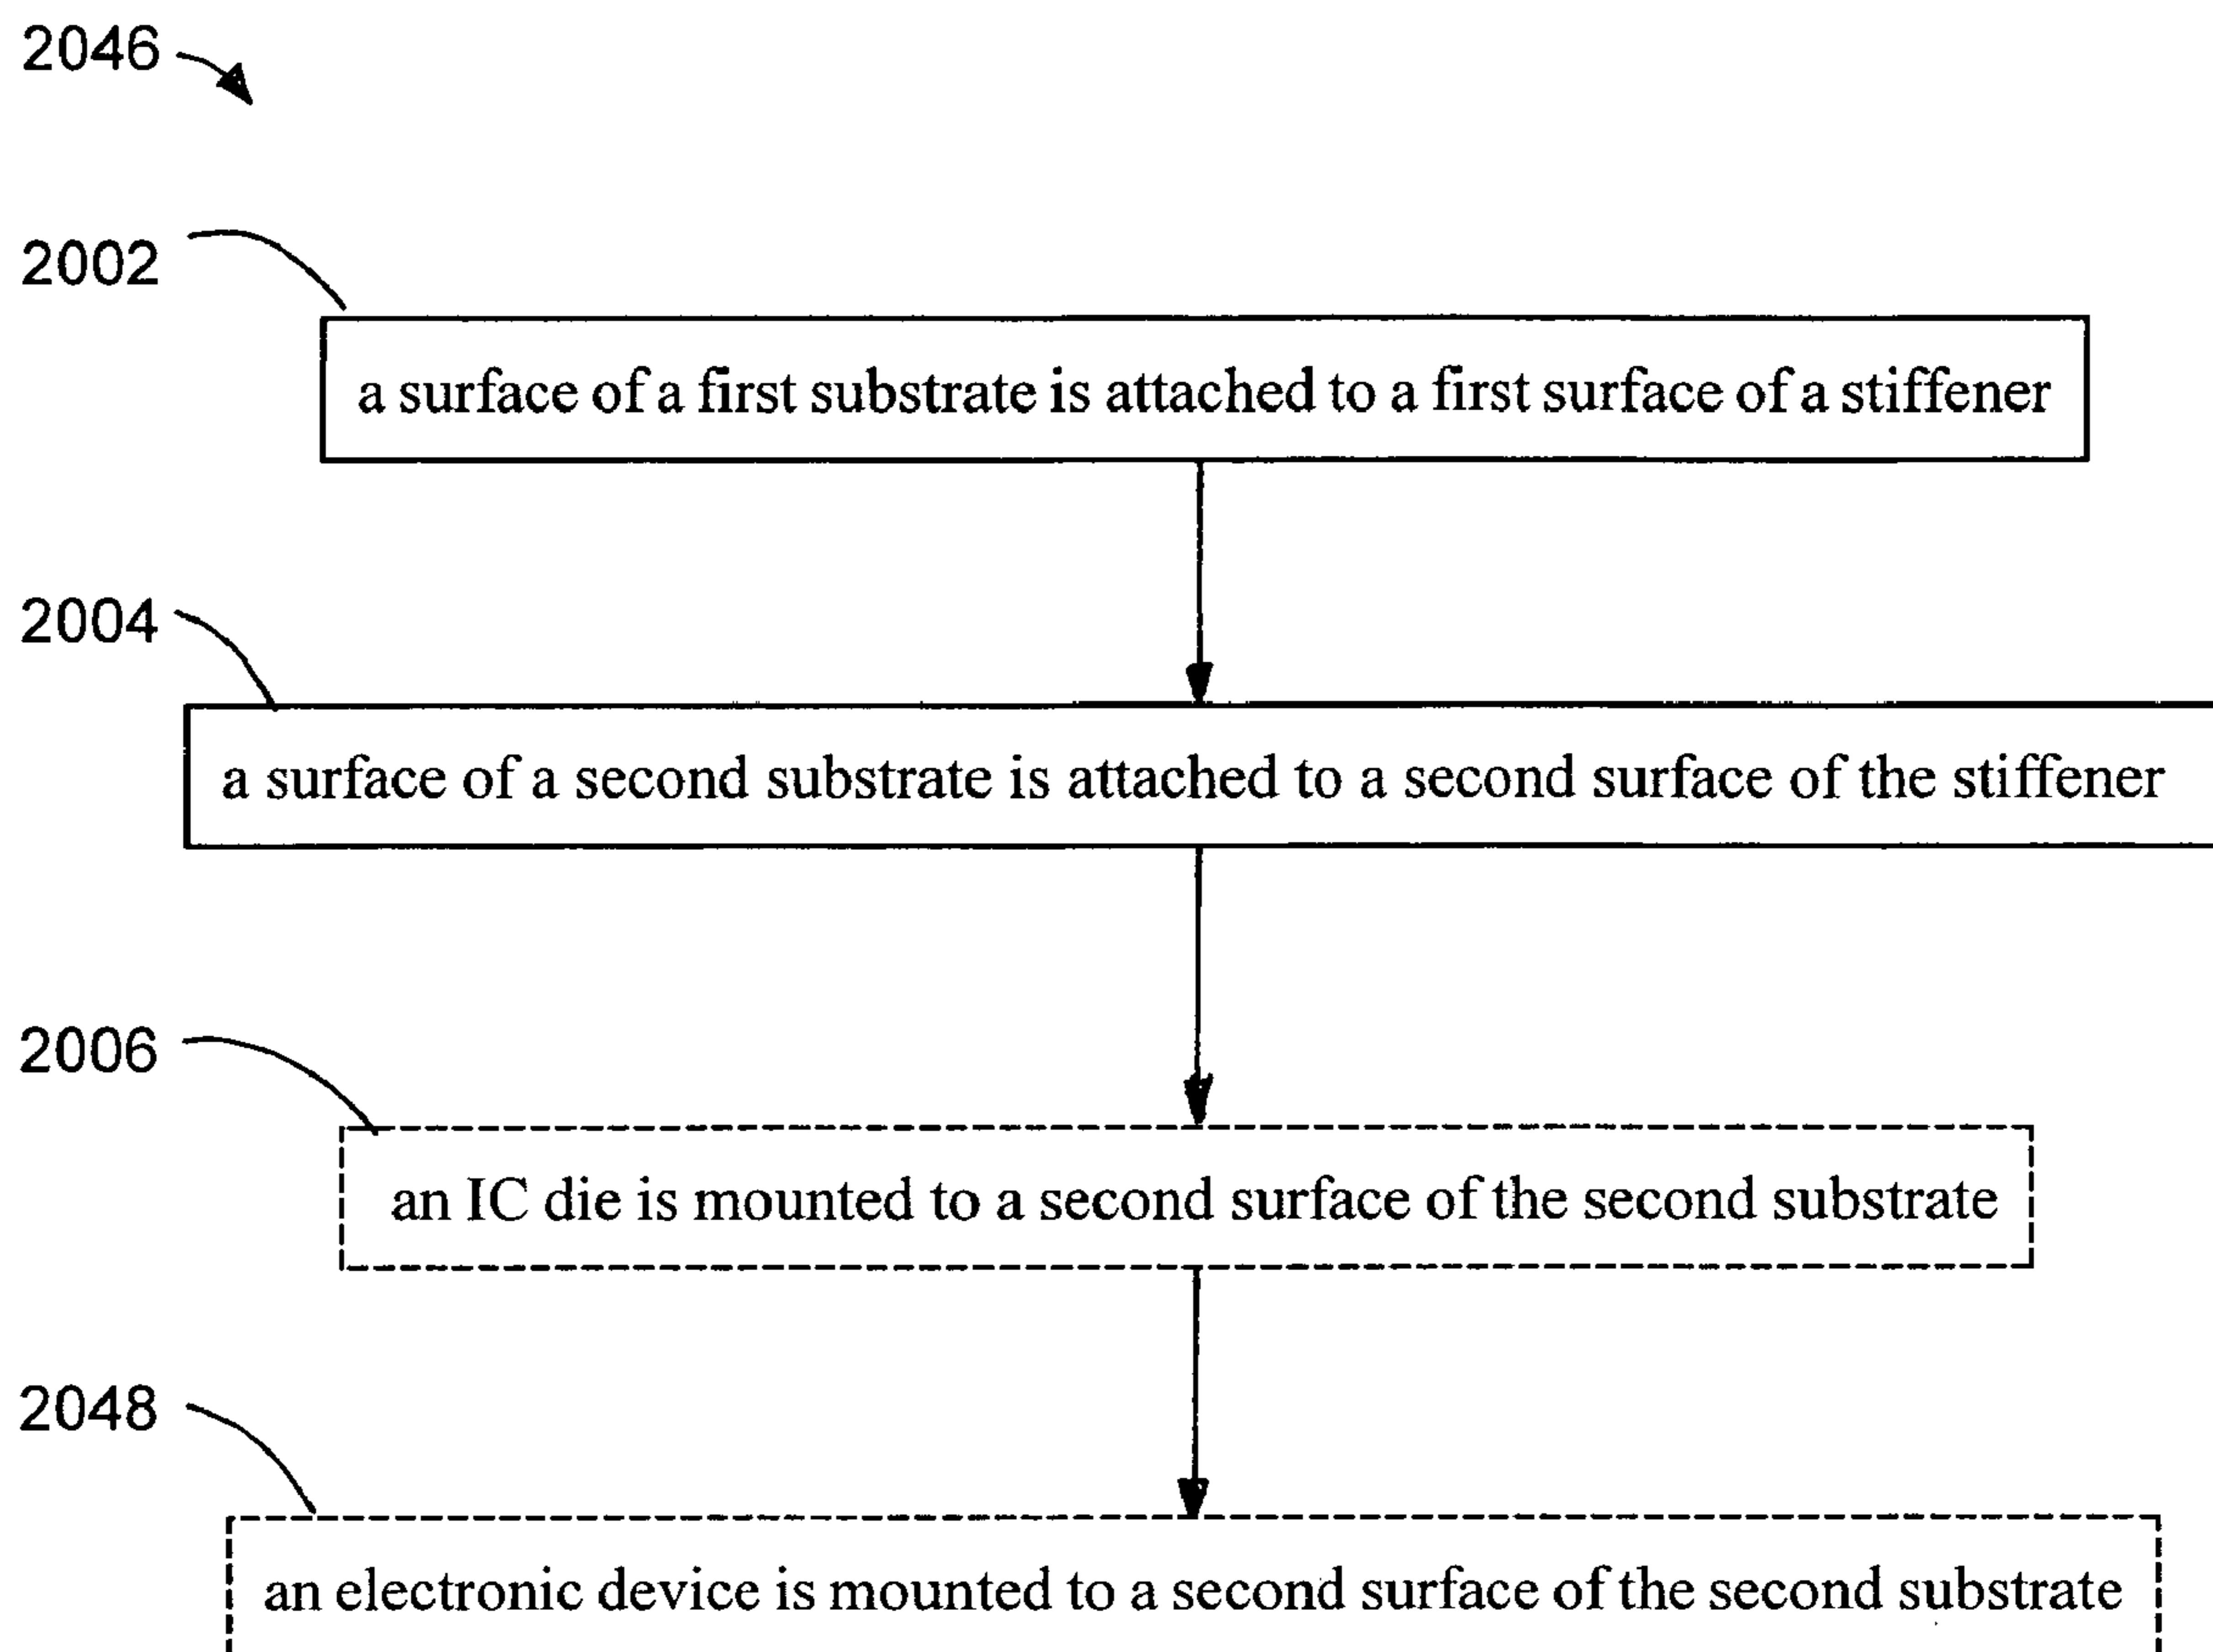 2046
2002
a surface of a first substrate is attached to a first surface of a stiffener
2004
a surface of a second substrate is attached to a second surface of the stiffener
2006
an IC die is mounted to a second surface of the second substrate
2048
an electronic device is mounted to a second surface of the second substrate